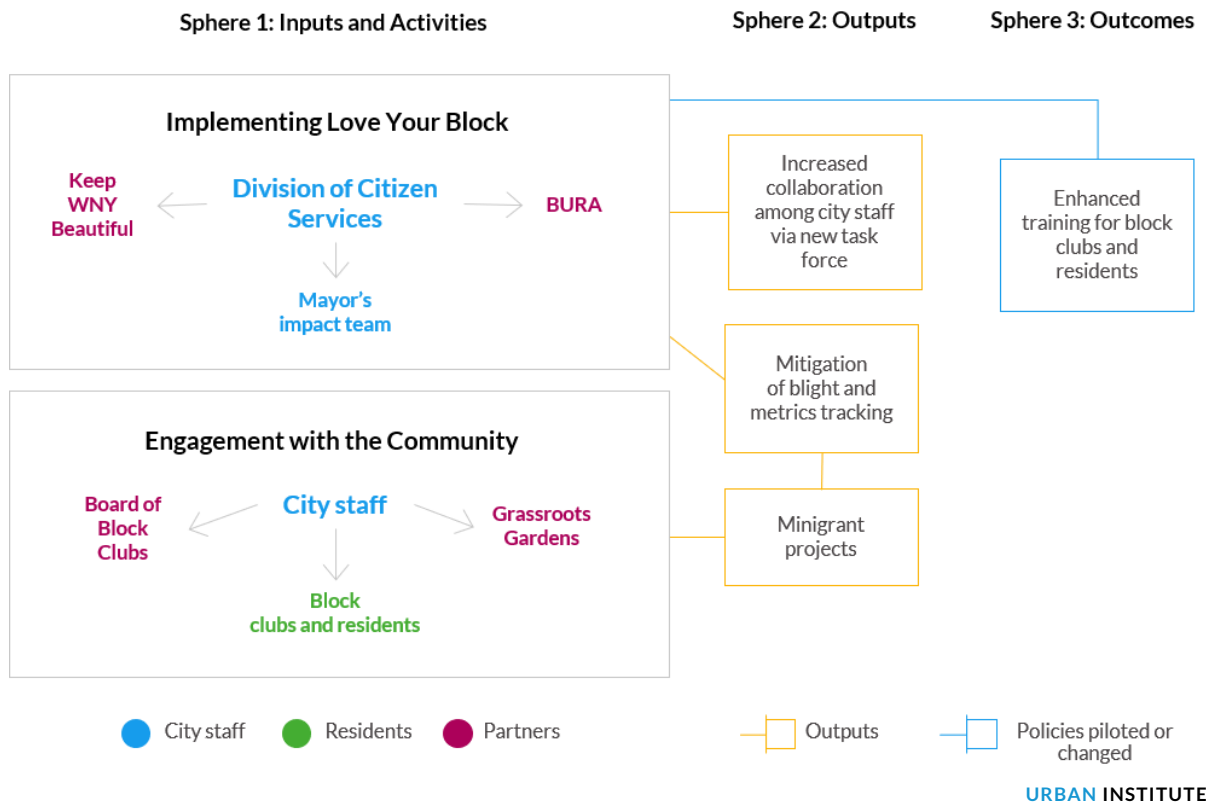 Sphere 1: Inputs and Activities
Sphere 2: Outputs
Sphere 3: Outcomes
Implementing Love Your Block
Keep
WNY
Beautiful
Division of Citizen
Services
BURA
Mayor's
impact team
Increased
collaboration
among city staff
via new task
force
Enhanced
training for block
clubs and
residents
Mitigation
of blight and
metrics tracking
Engagement with the Community
Board of
Block
Clubs
City staff
Grassroots
Gardens
Block
clubs and residents
Minigrant
projects
City staff
Residents
Partners
Outputs
Policies piloted or
changed
URBAN INSTITUTE